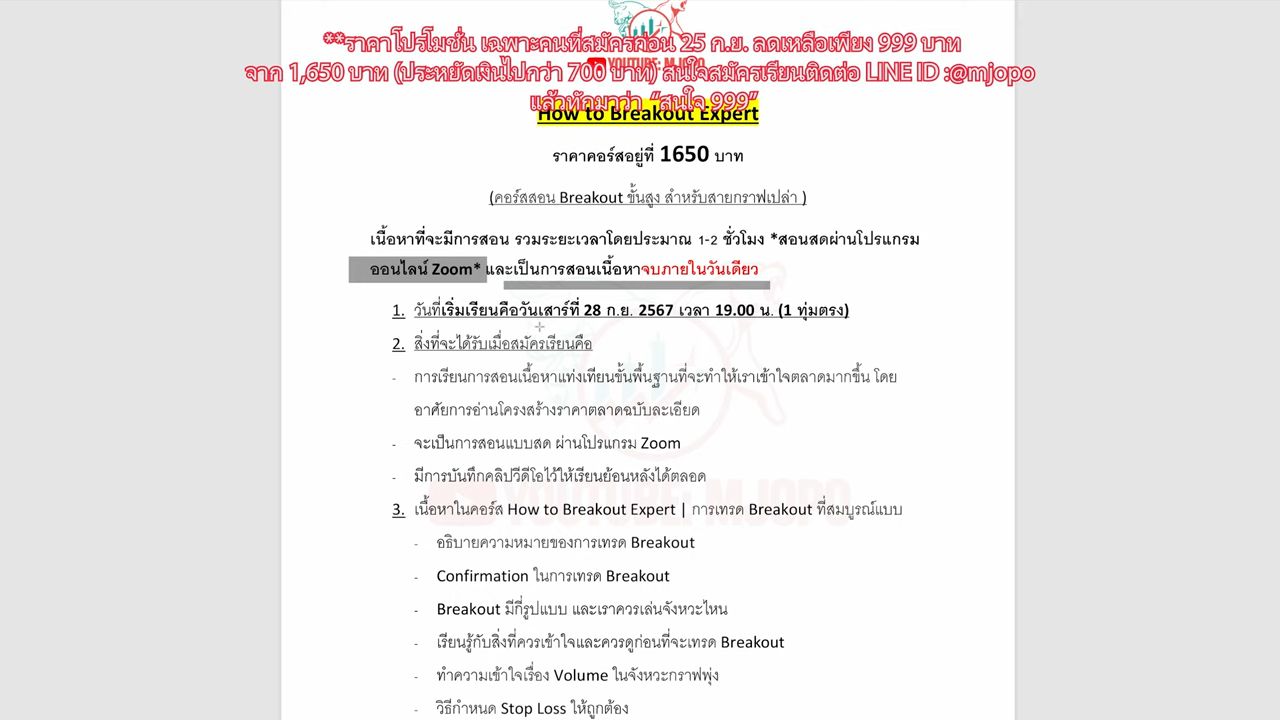 **ราคาโปรโมชั่น เฉพาะคนที่สมัครก่อน 25 ก.ย. ลดเหลือเพียง 999 บาท
จาก 1,650 บาท (ประหยัดเงินไปกว่า 700 บาท) สนใจสมัครเรียนติดต่อ LINE ID :@mjopo
แล้วทักมาว่า "สนใจ 999"
YOUTUBE: MJOPO
How to Breakout Expert
ราคาคอร์สอยู่ที่ 1650 บาท
(คอร์สสอน Breakout ขั้นสูง สำหรับสายกราฟเปล่า )
เนื้อหาที่จะมีการสอน รวมระยะเวลาโดยประมาณ 1-2 ชั่วโมง *สอนสดผ่านโปรแกรม
ออนไลน์ Zoom* และเป็นการสอนเนื้อหาจบภายในวันเดียว
1. วันที่เริ่มเรียนคือวันเสาร์ที่ 28 ก.ย. 2567 เวลา 19.00 น. (1 ทุ่มตรง)
2. สิ่งที่จะได้รับเมื่อสมัครเรียนคือ
- การเรียนการสอนเนื้อหาแท่งเทียนขั้นพื้นฐานที่จะทำให้เราเข้าใจตลาดมากขึ้น โดย
อาศัยการอ่านโครงสร้างราคาตลาดฉบับละเอียด
- จะเป็นการสอนแบบสด ผ่านโปรแกรม Zoom
- มีการบันทึกคลิปวีดีโอไว้ให้เรียนย้อนหลังได้ตลอด
YOUTUBE: MJOPO
3. เนื้อหาในคอร์ส How to Breakout Expert | การเทรด Breakout ที่สมบูรณ์แบบ
- อธิบายความหมายของการเทรด Breakout
- Confirmation ในการเทรด Breakout
- Breakout มีกี่รูปแบบ และเราควรเล่นจังหวะไหน
- เรียนรู้กับสิ่งที่ควรเข้าใจและควรดูก่อนที่จะเทรด Breakout
- ทำความเข้าใจเรื่อง Volume ในจังหวะกราฟพุ่ง
- วิธีกำหนด Stop Loss ให้ถูกต้อง